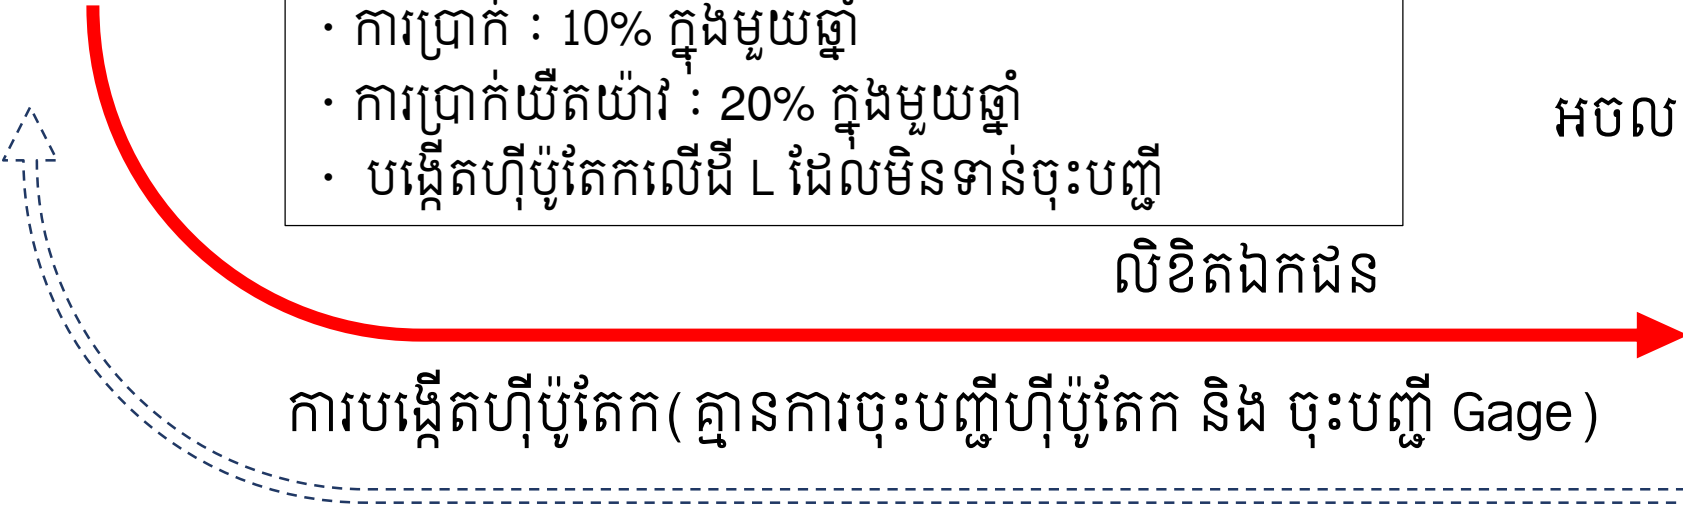 · ការប្រាក់ : 10% ក្នុងមួយឆ្នាំ
· ការប្រាក់យឺតយ៉ាវ : 20% ក្នុងមួយឆ្នាំ
· បង្កើតហ៊ីប៉ូតែកលើដី L ដែលមិនទាន់ចុះបញ្ជី
អចល
លិខិតឯកជន
ការបង្កើតហ៊ីប៉ូតែក(គ្មានការចុះបញ្ជីហ៊ីប៉ូតែក និង ចុះបញ្ជី Gage)